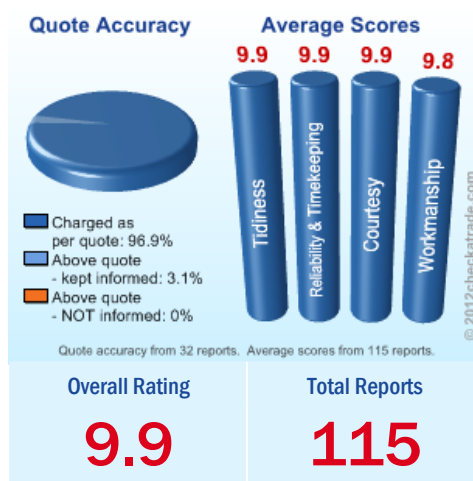 Quote Accuracy
Average Scores
9.9 9.9 9.9 9.8
Tidiness
Reliability & Timekeeping
Courtesy
Workmanship
Charged as
per quote: 96.9%
Above quote
- kept informed: 3.1%
Above quote
- NOT informed: 0%
© 2012checkatrade.com
Quote accuracy from 32 reports. Average scores from 115 reports.
Overall Rating
9.9
Total Reports
115